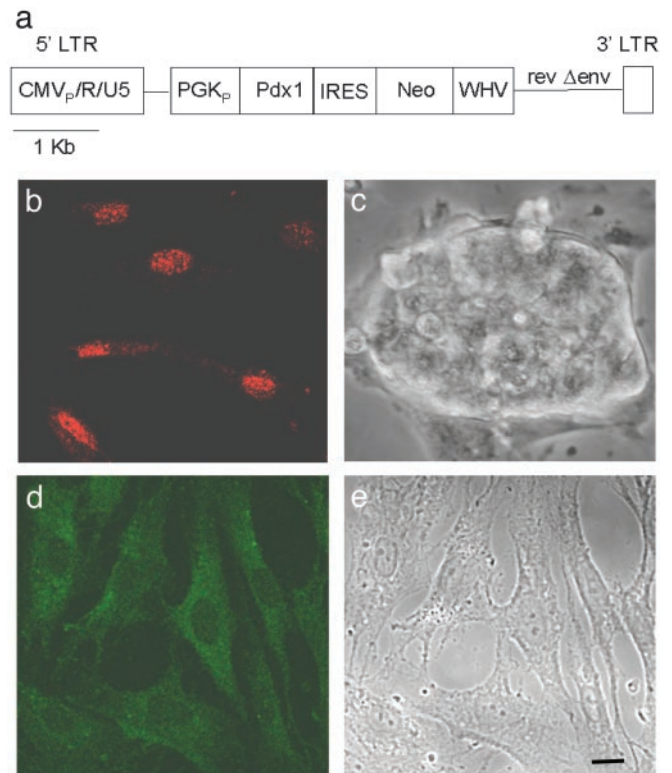 a
5' LTR 3' LTR
CMVP/R/U5 PGKP Pdx1 IRES Neo WHV rev Δenv
1 Kb
b
c
d
e